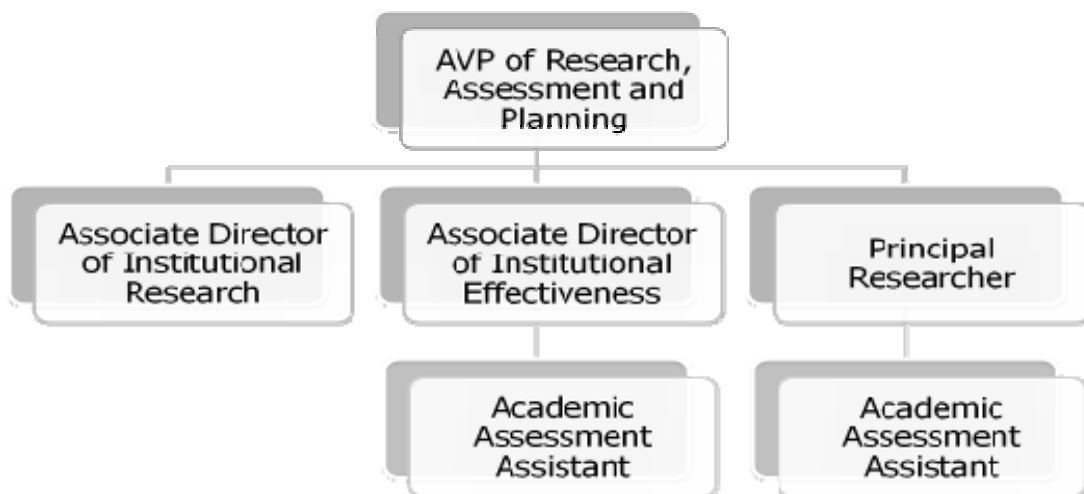 AVP of Research,
Assessment and
Planning
Associate Director
of Institutional
Research
Associate Director
of Institutional
Effectiveness
Principal
Researcher
Academic
Assessment
Assistant
Academic
Assessment
Assistant